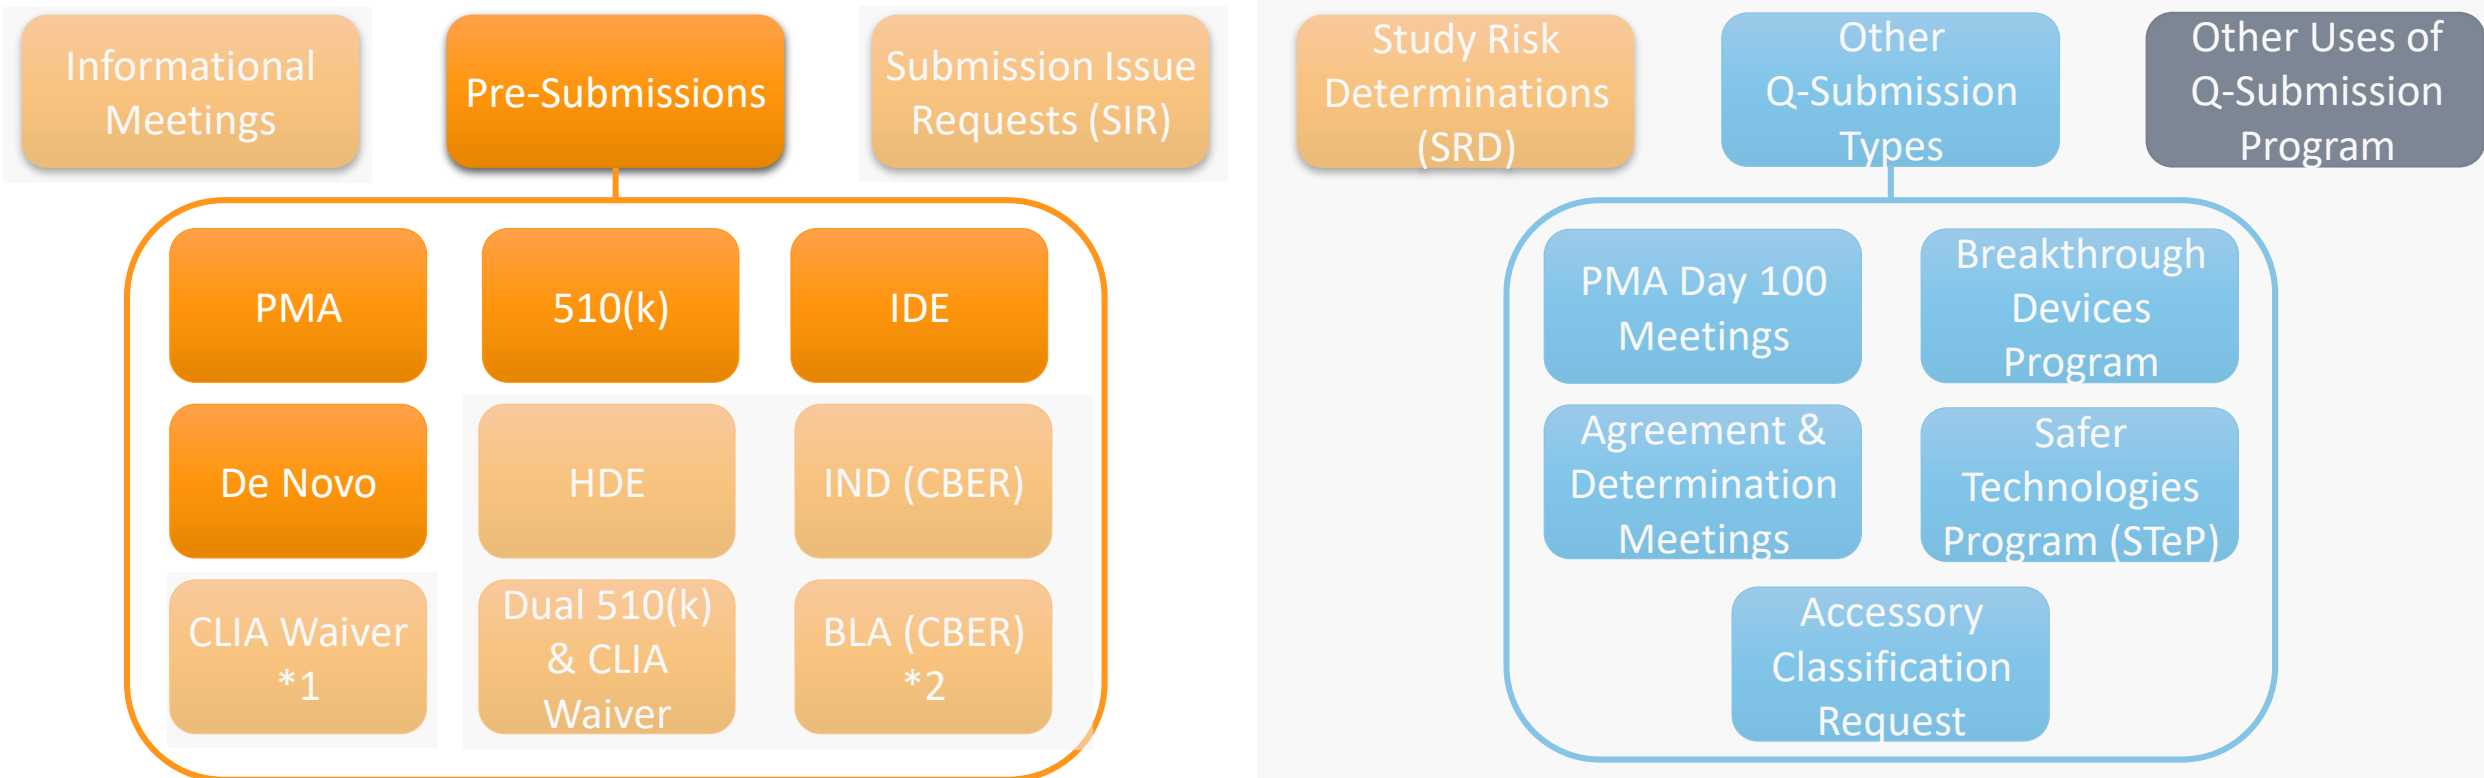 Informational
Meetings
Pre-Submissions
Submission Issue
Requests (SIR)
Study Risk
Determinations
(SRD)
Other
Q-Submission
Types
Other Uses of
Q-Submission
Program
PMA
510(k)
IDE
De Novo
HDE
IND (CBER)
CLIA Waiver
*1
Dual 510(k)
& CLIA
Waiver
BLA (CBER)
*2
PMA Day 100
Meetings
Breakthrough
Devices
Program
Agreement &
Determination
Meetings
Safer
Technologies
Program (STeP)
Accessory
Classification
Request